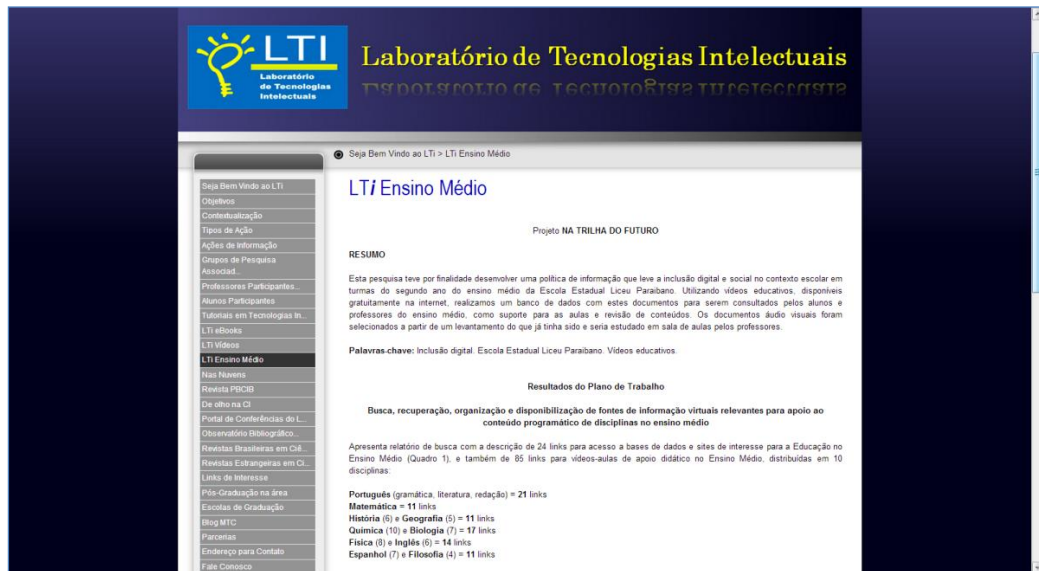 LTI
Laboratório
de Tecnologias
Intelectuais
Laboratório de Tecnologias Intelectuais
Seja Bem Vindo ao LTi > LTi Ensino Médio
Seja Bem Vindo ao LTi
Objetivos
Contextualização
Tipos de Ação
Ações de Informação
Grupos de Pesquisa
Associad...
Professores Participantes...
Alunos Participantes
Tutoriais em Tecnologias In...
LTi eBooks
LTi Vídeos
LTi Ensino Médio
Nas Nuvens
Revista PBCIB
De olho na CI
Portal de Conferências do L...
Observatório Bibliográfico...
Revistas Brasileiras em Ciê...
Revistas Estrangeiras em Ci...
Links de Interesse
Pós-Graduação na área
Escolas de Graduação
Blog MTC
Parcerias
Endereço para Contato
Fale Conosco
LTi Ensino Médio
Projeto NA TRILHA DO FUTURO
RESUMO
Esta pesquisa teve por finalidade desenvolver uma política de informação que leve a inclusão digital e social no contexto escolar em
turmas do segundo ano do ensino médio da Escola Estadual Liceu Paraibano. Utilizando vídeos educativos, disponíveis
gratuitamente na internet, realizamos um banco de dados com estes documentos para serem consultados pelos alunos e
professores do ensino médio, como suporte para as aulas e revisão de conteúdos. Os documentos áudio visuais foram
selecionados a partir de um levantamento do que já tinha sido e seria estudado em sala de aulas pelos professores.
Palavras-chave: Inclusão digital. Escola Estadual Liceu Paraibano. Vídeos educativos.
Resultados do Plano de Trabalho
Busca, recuperação, organização e disponibilização de fontes de informação virtuais relevantes para apoio ao
conteúdo programático de disciplinas no ensino médio
Apresenta relatório de busca com a descrição de 24 links para acesso a bases de dados e sites de interesse para a Educação no
Ensino Médio (Quadro 1), e também de 85 links para vídeos-aulas de apoio didático no Ensino Médio, distribuídas em 10
disciplinas:
Português (gramática, literatura, redação) = 21 links
Matemática = 11 links
História (6) e Geografia (5) = 11 links
Química (10) e Biologia (7) = 17 links
Física (8) e Inglês (6) = 14 links
Espanhol (7) e Filosofia (4) = 11 links